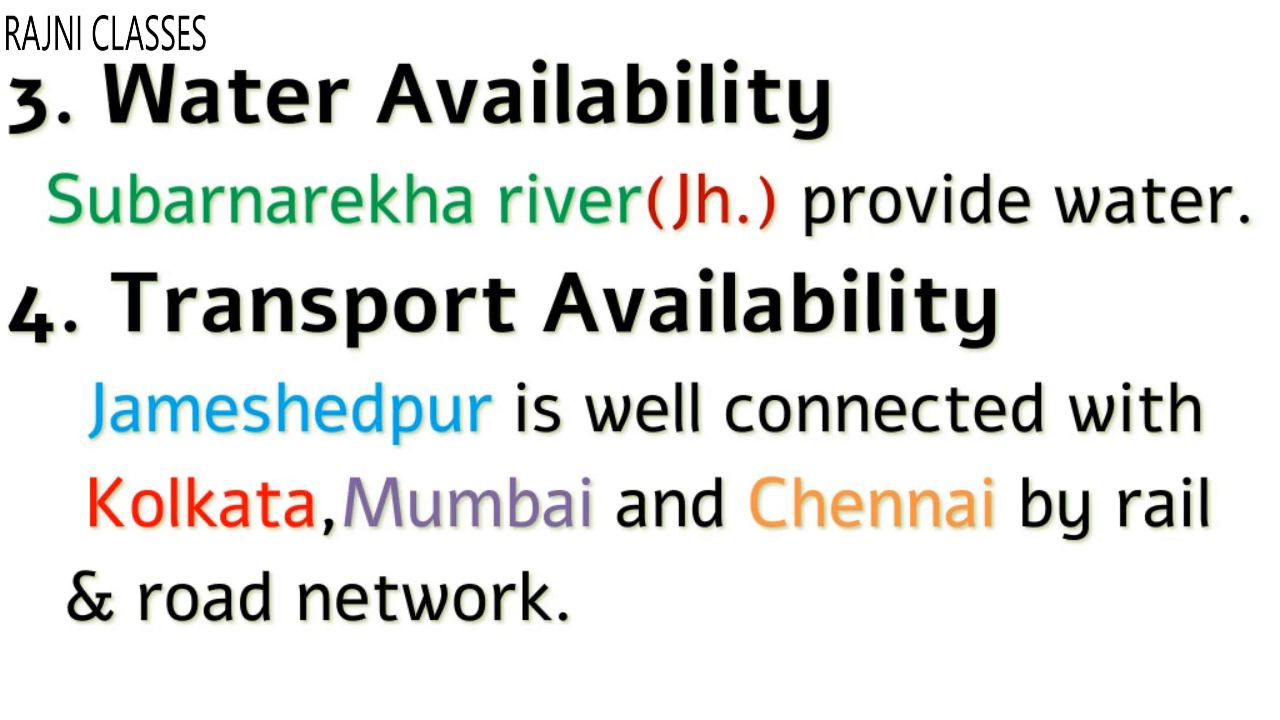 RAJNI CLASSES
3. Water Availability
Subarnarekha river(Jh.) provide water.
4. Transport Availability
Jameshedpur is well connected with
Kolkata,Mumbai and Chennai by rail
& road network.